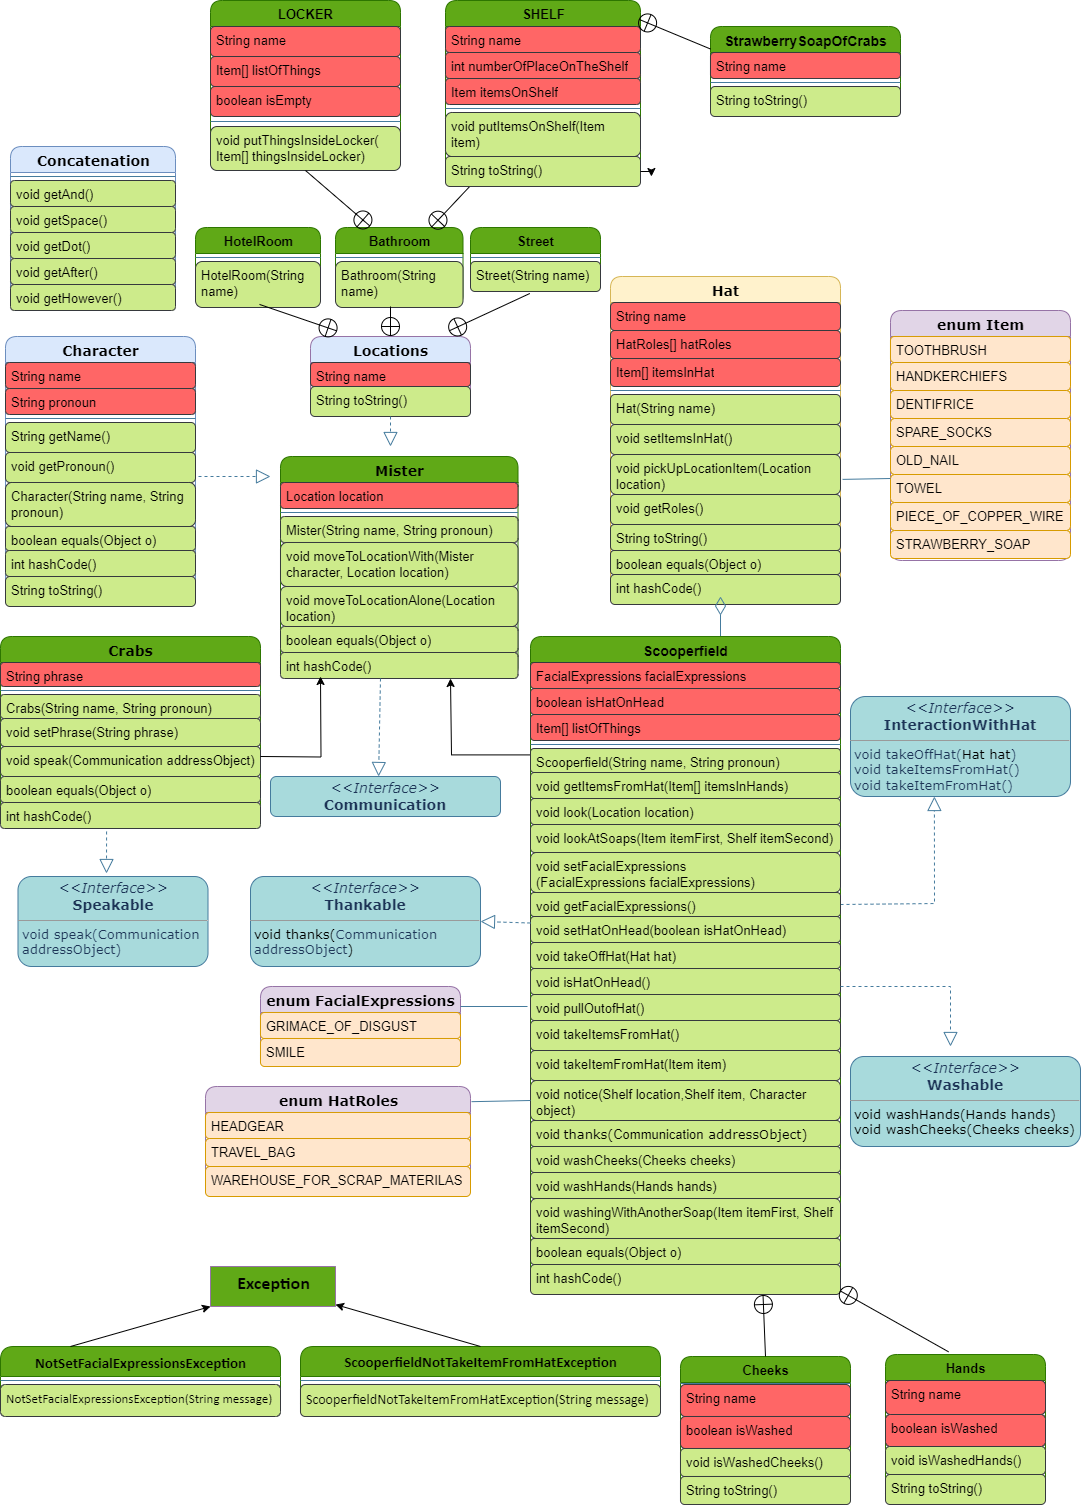 LOCKER
String name
Item[] listOfThings
boolean isEmpty
void putThingsInsideLocker(
Item[] thingsInsideLocker)
SHELF
String name
int numberOfPlaceOnTheShelf
Item itemsOnShelf
void putItemsOnShelf(Item
item)
String toString()
StrawberrySoapOfCrabs
String name
String toString()
Concatenation
void getAnd()
void getSpace()
void getDot()
void getAfter()
void getHowever()
HotelRoom
HotelRoom(String
name)
Bathroom
Bathroom(String
name)
Street
Street(String name)
Locations
String name
String toString()
Character
String name
String pronoun
String getName()
void getPronoun()
Character(String name, String
pronoun)
boolean equals(Object o)
int hashCode()
String toString()
Hat
String name
HatRoles[] hatRoles
Item[] itemsInHat
Hat(String name)
void setItemsInHat()
void pickUpLocationItem(Location
location)
void getRoles()
String toString()
boolean equals(Object o)
int hashCode()
enum Item
TOOTHBRUSH
HANDKERCHIEFS
DENTIFRICE
SPARE_SOCKS
OLD_NAIL
TOWEL
PIECE_OF_COPPER_WIRE
STRAWBERRY_SOAP
Mister
Location location
Mister(String name, String pronoun)
void moveToLocationWith(Mister
character, Location location)
void moveToLocationAlone(Location
location)
boolean equals(Object o)
int hashCode()
Crabs
String phrase
Crabs(String name, String pronoun)
void setPhrase(String phrase)
void speak(Communication addressObject)
boolean equals(Object o)
int hashCode()
Scooperfield
FacialExpressions facialExpressions
boolean isHatOnHead
Item[] listOfThings
Scooperfield(String name, String pronoun)
void getItemsFromHat(Item[] itemsInHands)
void look(Location location)
void lookAtSoaps(Item itemFirst, Shelf itemSecond)
void setFacialExpressions
(FacialExpressions facialExpressions)
void getFacialExpressions()
void setHatOnHead(boolean isHatOnHead)
void takeOffHat(Hat hat)
void isHatOnHead()
void pullOutofHat()
void takeItemsFromHat()
void takeItemFromHat(Item item)
void notice(Shelf location,Shelf item, Character
object)
void thanks(Communication addressObject)
void washCheeks(Cheeks cheeks)
void washHands(Hands hands)
void washingWithAnotherSoap(Item itemFirst, Shelf
itemSecond)
boolean equals(Object o)
int hashCode()
<<Interface>>
InteractionWithHat
void takeOffHat(Hat hat)
void takeItemsFromHat()
void takeItemFromHat()
<<Interface>>
Communication
<<Interface>>
Speakable
void speak(Communication
addressObject)
<<Interface>>
Thankable
void thanks(Communication
addressObject)
enum FacialExpressions
GRIMACE_OF_DISGUST
SMILE
<<Interface>>
Washable
void washHands(Hands hands)
void washCheeks(Cheeks cheeks)
enum HatRoles
HEADGEAR
TRAVEL_BAG
WAREHOUSE_FOR_SCRAP_MATERILAS
Exception
NotSetFacialExpressionsException
NotSetFacialExpressionsException(String message)
ScooperfieldNotTakeItemFromHatException
ScooperfieldNotTakeItemFromHatException(String message)
Cheeks
String name
boolean isWashed
void isWashedCheeks()
String toString()
Hands
String name
boolean isWashed
void isWashedHands()
String toString()